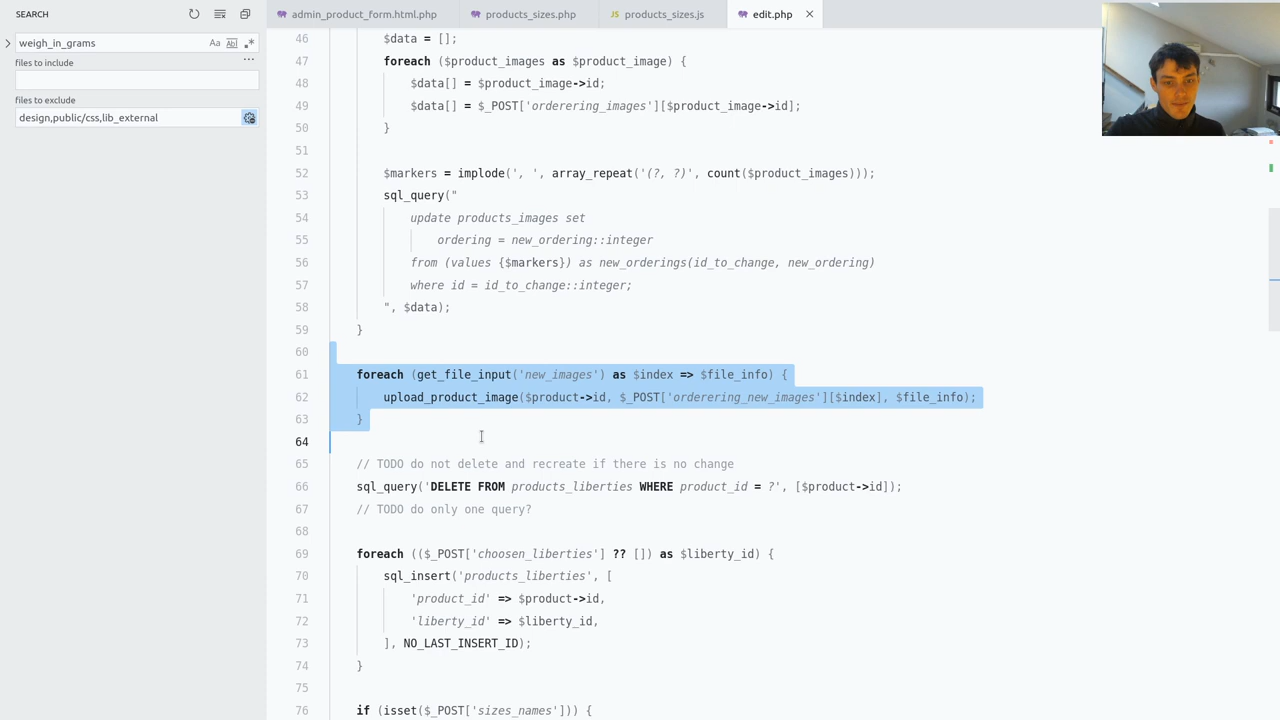 SEARCH
admin_product_form.html.php
products_sizes.php
JS products_sizes.js
edit.php
weigh_in_grams
Aa
Ab
files to include
files to exclude
design,public/css,lib_external
46 $data = [];
47 foreach ($product_images as $product_image) {
48 $data[] = $product_image->id;
49 $data[] = $_POST['orderering_images'][$product_image->id];
50 }
51
52 $markers = implode(', ', array_repeat('(?, ?)', count($product_images)));
53 sql_query("
54 update products_images set
55 ordering = new_ordering::integer
56 from (values {$markers}) as new_orderings(id_to_change, new_ordering)
57 where id = id_to_change::integer;
58 ", $data);
59 }
60
61 foreach (get_file_input('new_images') as $index => $file_info) {
62 upload_product_image($product->id, $_POST['orderering_new_images'][$index], $file_info);
63 }
64
65 // TODO do not delete and recreate if there is no change
66 sql_query('DELETE FROM products_liberties WHERE product_id = ?', [$product->id]);
67 // TODO do only one query?
68
69 foreach (($_POST['choosen_liberties'] ?? []) as $liberty_id) {
70 sql_insert('products_liberties', [
71 'product_id' => $product->id,
72 'liberty_id' => $liberty_id,
73 ], NO_LAST_INSERT_ID);
74 }
75
76 if (isset($_POST['sizes_names'])) {